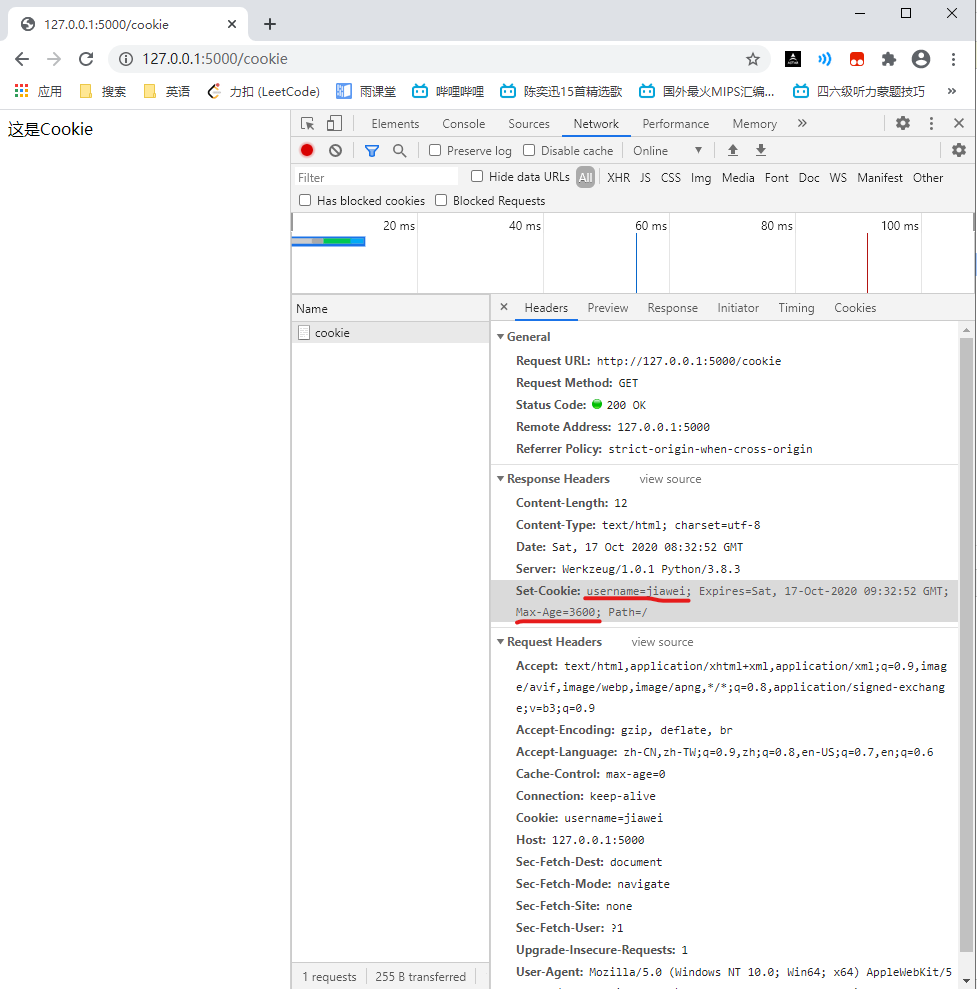 127.0.0.1:5000/cookie
127.0.0.1:5000/cookie
应用 搜索 英语 力扣 (LeetCode) 雨课堂 哔哩哔哩 陈奕迅15首精选歌 国外最火MIPS汇编... 四六级听力蒙题技巧 »
这是Cookie
Elements Console Sources Network Performance Memory »
Preserve log Disable cache Online
Filter Hide data URLs All XHR JS CSS Img Media Font Doc WS Manifest Other
Has blocked cookies Blocked Requests
20 ms 40 ms 60 ms 80 ms 100 ms
Name
cookie
Headers Preview Response Initiator Timing Cookies
General
Request URL: http://127.0.0.1:5000/cookie
Request Method: GET
Status Code: 200 OK
Remote Address: 127.0.0.1:5000
Referrer Policy: strict-origin-when-cross-origin
Response Headers view source
Content-Length: 12
Content-Type: text/html; charset=utf-8
Date: Sat, 17 Oct 2020 08:32:52 GMT
Server: Werkzeug/1.0.1 Python/3.8.3
Set-Cookie: username=jiawei; Expires=Sat, 17-Oct-2020 09:32:52 GMT;
Max-Age=3600; Path=/
Request Headers view source
Accept: text/html,application/xhtml+xml,application/xml;q=0.9,imag
e/avif,image/webp,image/apng,*/*;q=0.8,application/signed-exchang
e;v=b3;q=0.9
Accept-Encoding: gzip, deflate, br
Accept-Language: zh-CN,zh-TW;q=0.9,zh;q=0.8,en-US;q=0.7,en;q=0.6
Cache-Control: max-age=0
Connection: keep-alive
Cookie: username=jiawei
Host: 127.0.0.1:5000
Sec-Fetch-Dest: document
Sec-Fetch-Mode: navigate
Sec-Fetch-Site: none
Sec-Fetch-User: ?1
Upgrade-Insecure-Requests: 1
User-Agent: Mozilla/5.0 (Windows NT 10.0; Win64; x64) AppleWebKit/5
1 requests 255 B transferred